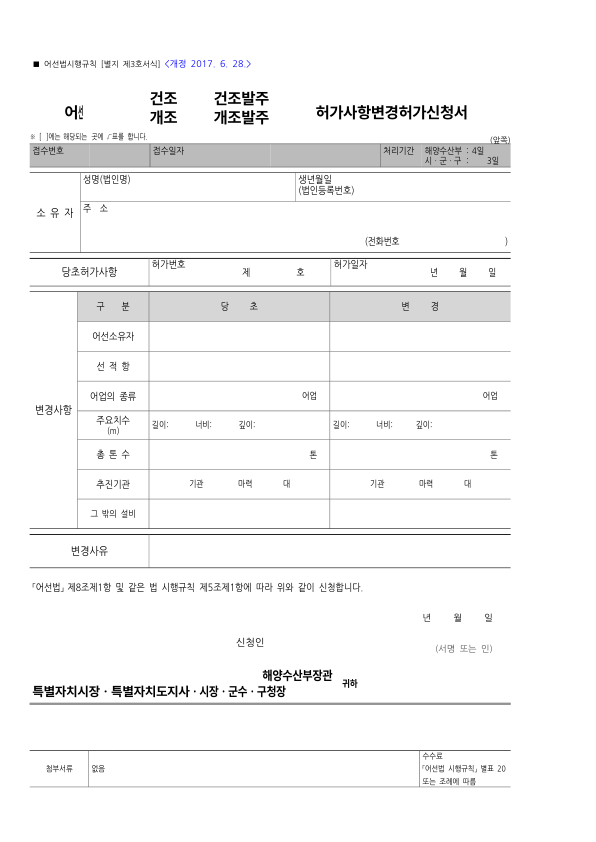 ■ 어선법시행규칙 [별지 제3호서식] <개정 2017. 6. 28.>
건조 건조발주
어선 허가사항변경허가신청서
개조 개조발주
※ [ ]에는 해당되는 곳에 √표를 합니다.
(앞쪽)
접수번호 접수일자 처리기간 해양수산부 : 4일
시·군·구 : 3일
소 유 자 성명(법인명) 생년월일
(법인등록번호)
주 소
(전화번호 )
당초허가사항 허가번호 제 호 허가일자 년 월 일
변경사항
구 분 당 초 변 경
어선소유자
선 적 항
어업의 종류 어업 어업
주요치수
(m) 길이: 너비: 깊이: 길이: 너비: 깊이:
총 톤 수 톤 톤
추진기관 기관 마력 대 기관 마력 대
그 밖의 설비
변경사유
「어선법」 제8조제1항 및 같은 법 시행규칙 제5조제1항에 따라 위와 같이 신청합니다.
년 월 일
신청인 (서명 또는 인)
해양수산부장관
귀하
특별자치시장·특별자치도지사·시장·군수·구청장
첨부서류 없음 수수료
「어선법 시행규칙」 별표 20
또는 조례에 따름